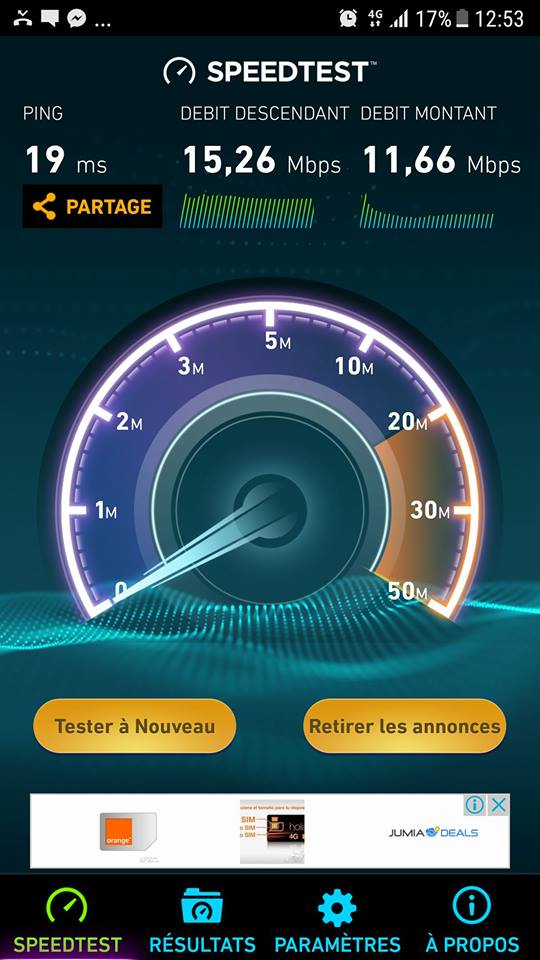 ... 4G 17% 12:53
SPEEDTEST™
PING DEBIT DESCENDANT DEBIT MONTANT
19 ms 15,26 Mbps 11,66 Mbps
PARTAGE
5M
3M 10M
2M 20M
1M 30M
0 50M
Tester à Nouveau Retirer les annonces
orange
SIM
SIM
SIM
4G
JUMIA DEALS
SPEEDTEST RÉSULTATS PARAMÈTRES À PROPOS